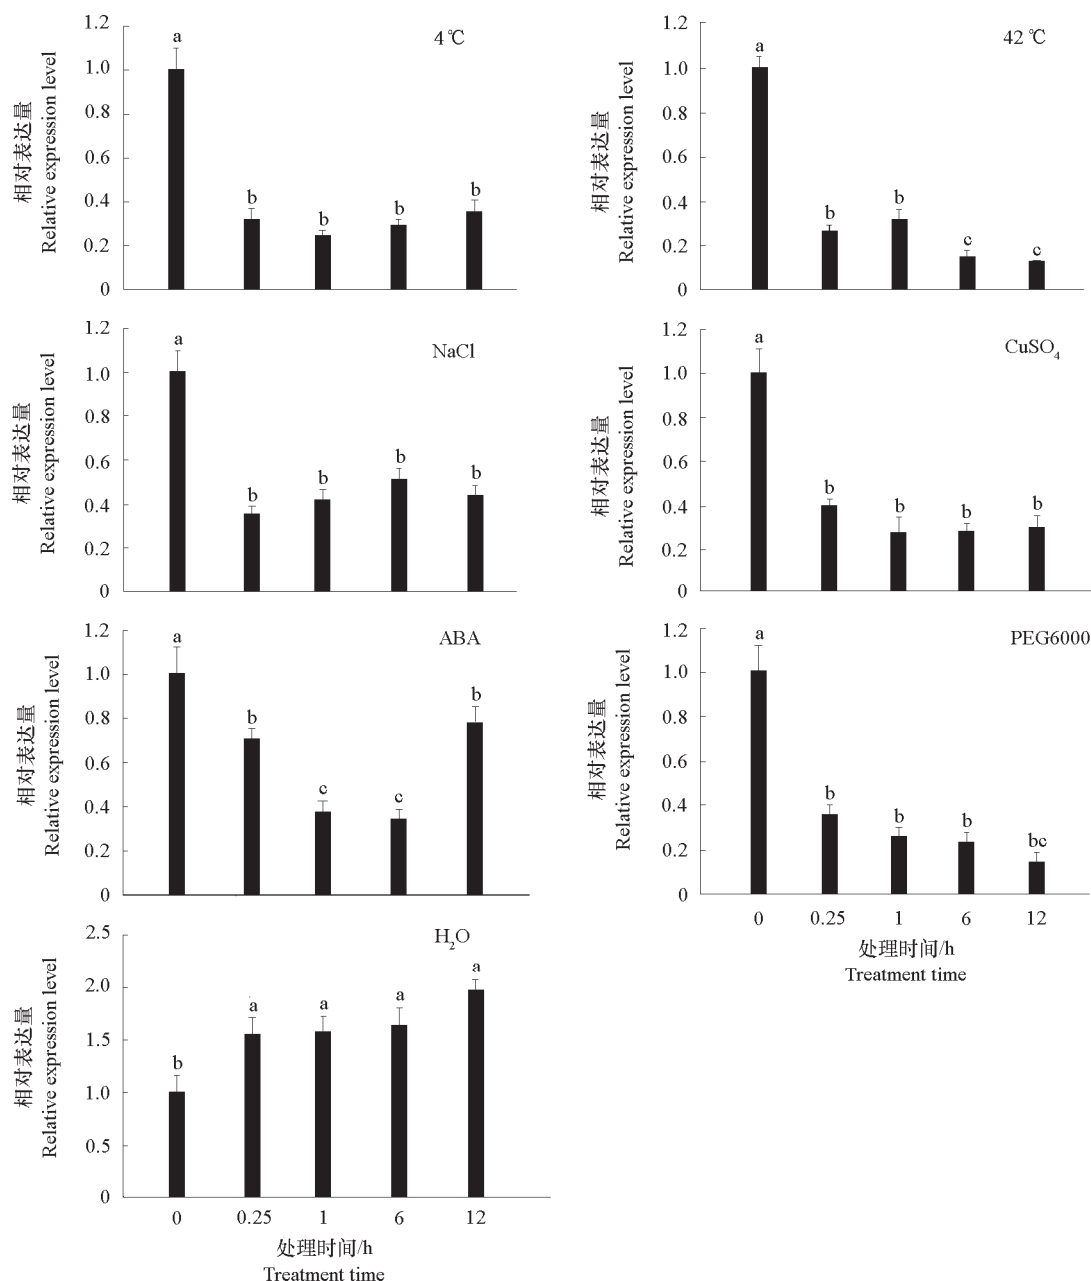 4℃
相对表达量
Relative expression level
1.2
1.0
0.8
0.6
0.4
0.2
0
a
b
b
b
b
42℃
相对表达量
Relative expression level
1.2
1.0
0.8
0.6
0.4
0.2
0
a
b
b
c
c
NaCl
相对表达量
Relative expression level
1.2
1.0
0.8
0.6
0.4
0.2
0
a
b
b
b
b
CuSO4
相对表达量
Relative expression level
1.2
1.0
0.8
0.6
0.4
0.2
0
a
b
b
b
b
ABA
相对表达量
Relative expression level
1.2
1.0
0.8
0.6
0.4
0.2
0
a
b
c
c
b
PEG6000
相对表达量
Relative expression level
1.2
1.0
0.8
0.6
0.4
0.2
0
a
b
b
b
bc
0 0.25 1 6 12
处理时间/h
Treatment time
H2O
相对表达量
Relative expression level
2.5
2.0
1.5
1.0
0.5
0
b
a
a
a
a
0 0.25 1 6 12
处理时间/h
Treatment time